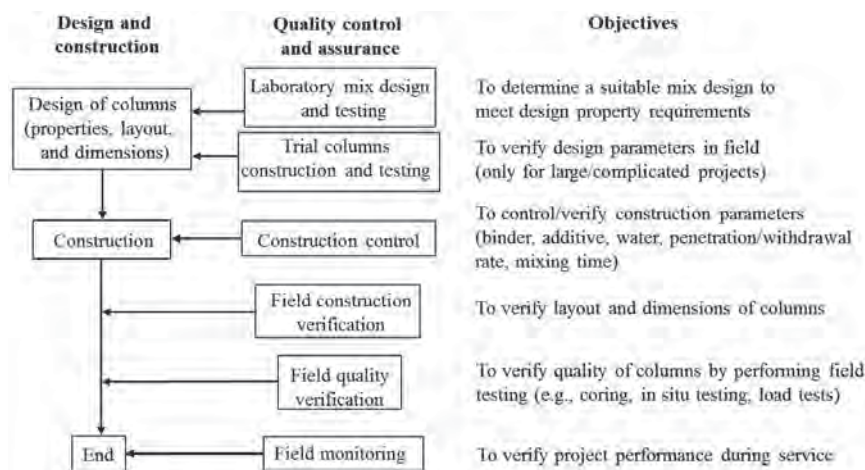 Design and
construction
Quality control
and assurance
Objectives
Design of columns
(properties, layout,
and dimensions)
Laboratory mix design
and testing
To determine a suitable mix design to
meet design property requirements
Trial columns
construction and testing
To verify design parameters in field
(only for large/complicated projects)
Construction
Construction control
To control/verify construction parameters
(binder, additive, water, penetration/withdrawal
rate, mixing time)
Field construction
verification
To verify layout and dimensions of columns
Field quality
verification
To verify quality of columns by performing field
testing (e.g., coring, in situ testing, load tests)
End
Field monitoring
To verify project performance during service